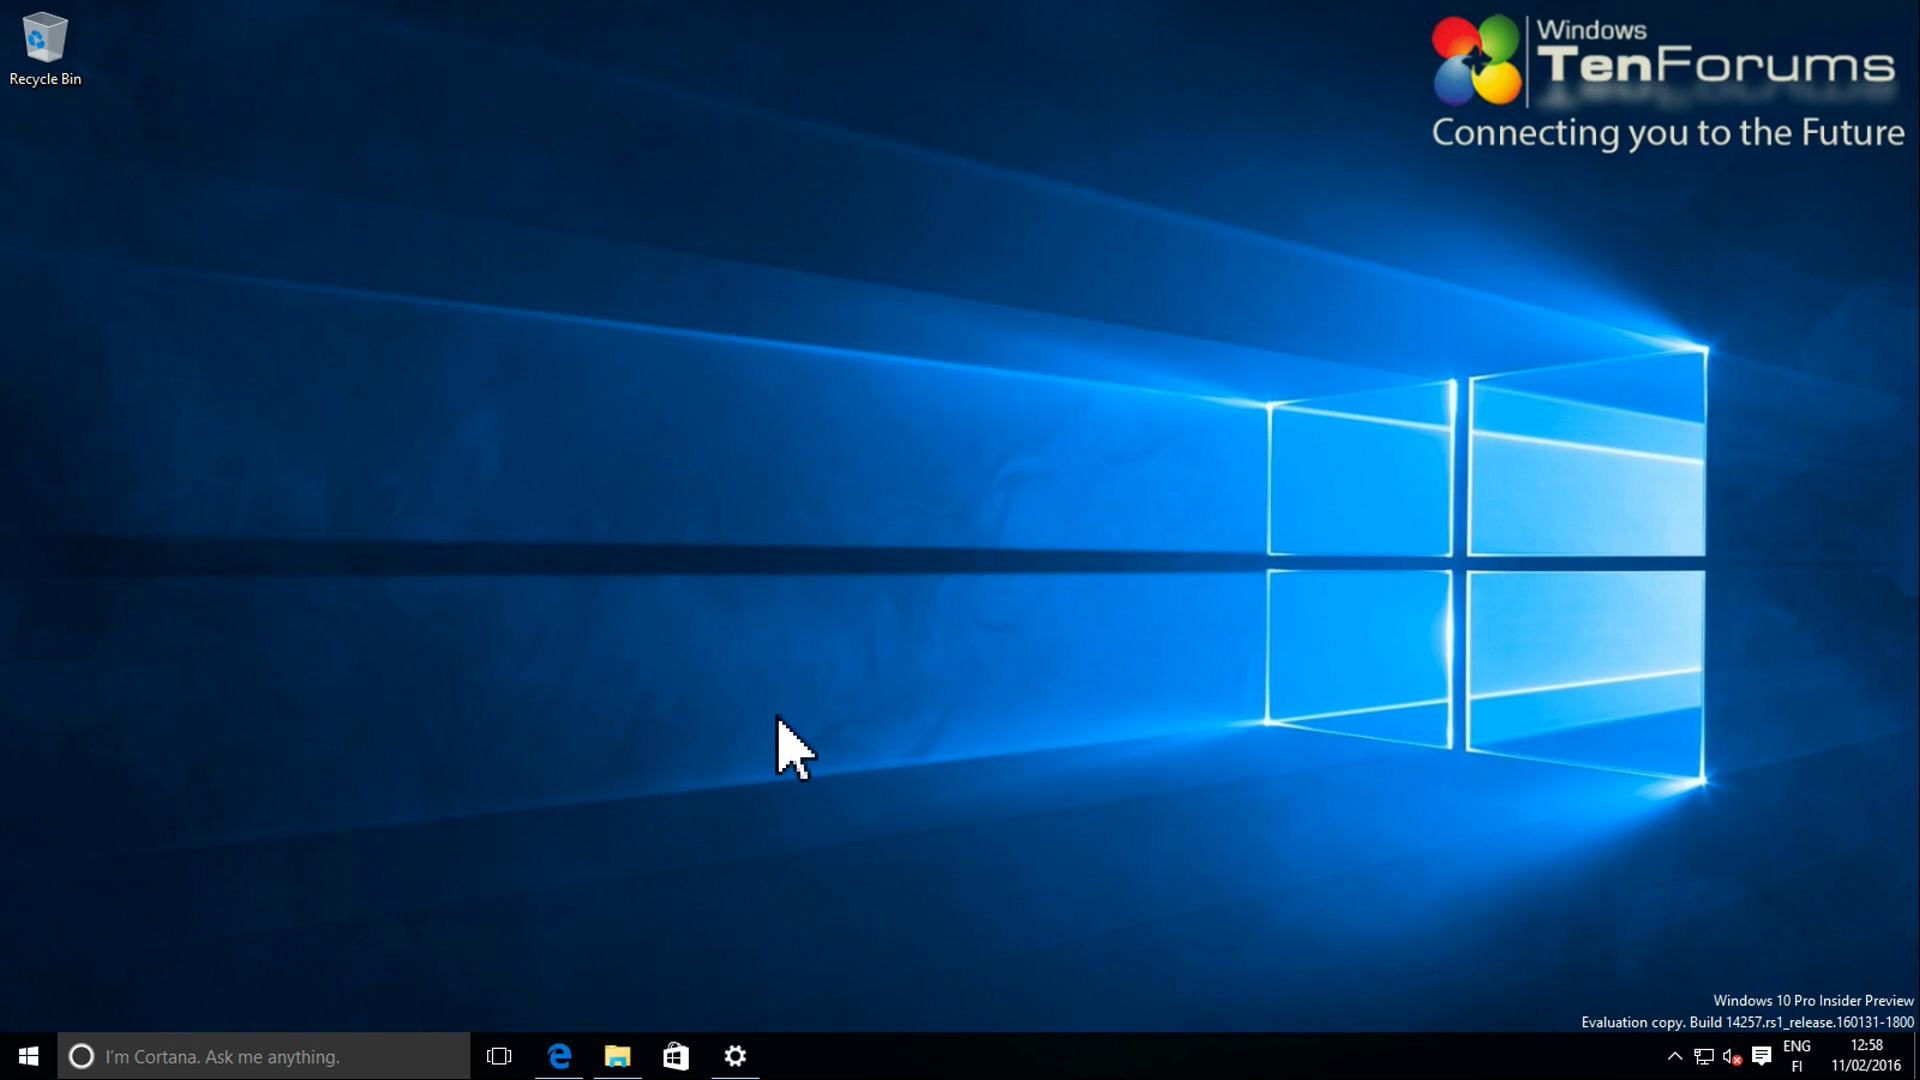 Recycle Bin
Windows
TenForums
Connecting you to the Future
Windows 10 Pro Insider Preview
Evaluation copy. Build 14257.rs1_release.160131-1800
I'm Cortana. Ask me anything.
ENG
FI
12:58
11/02/2016